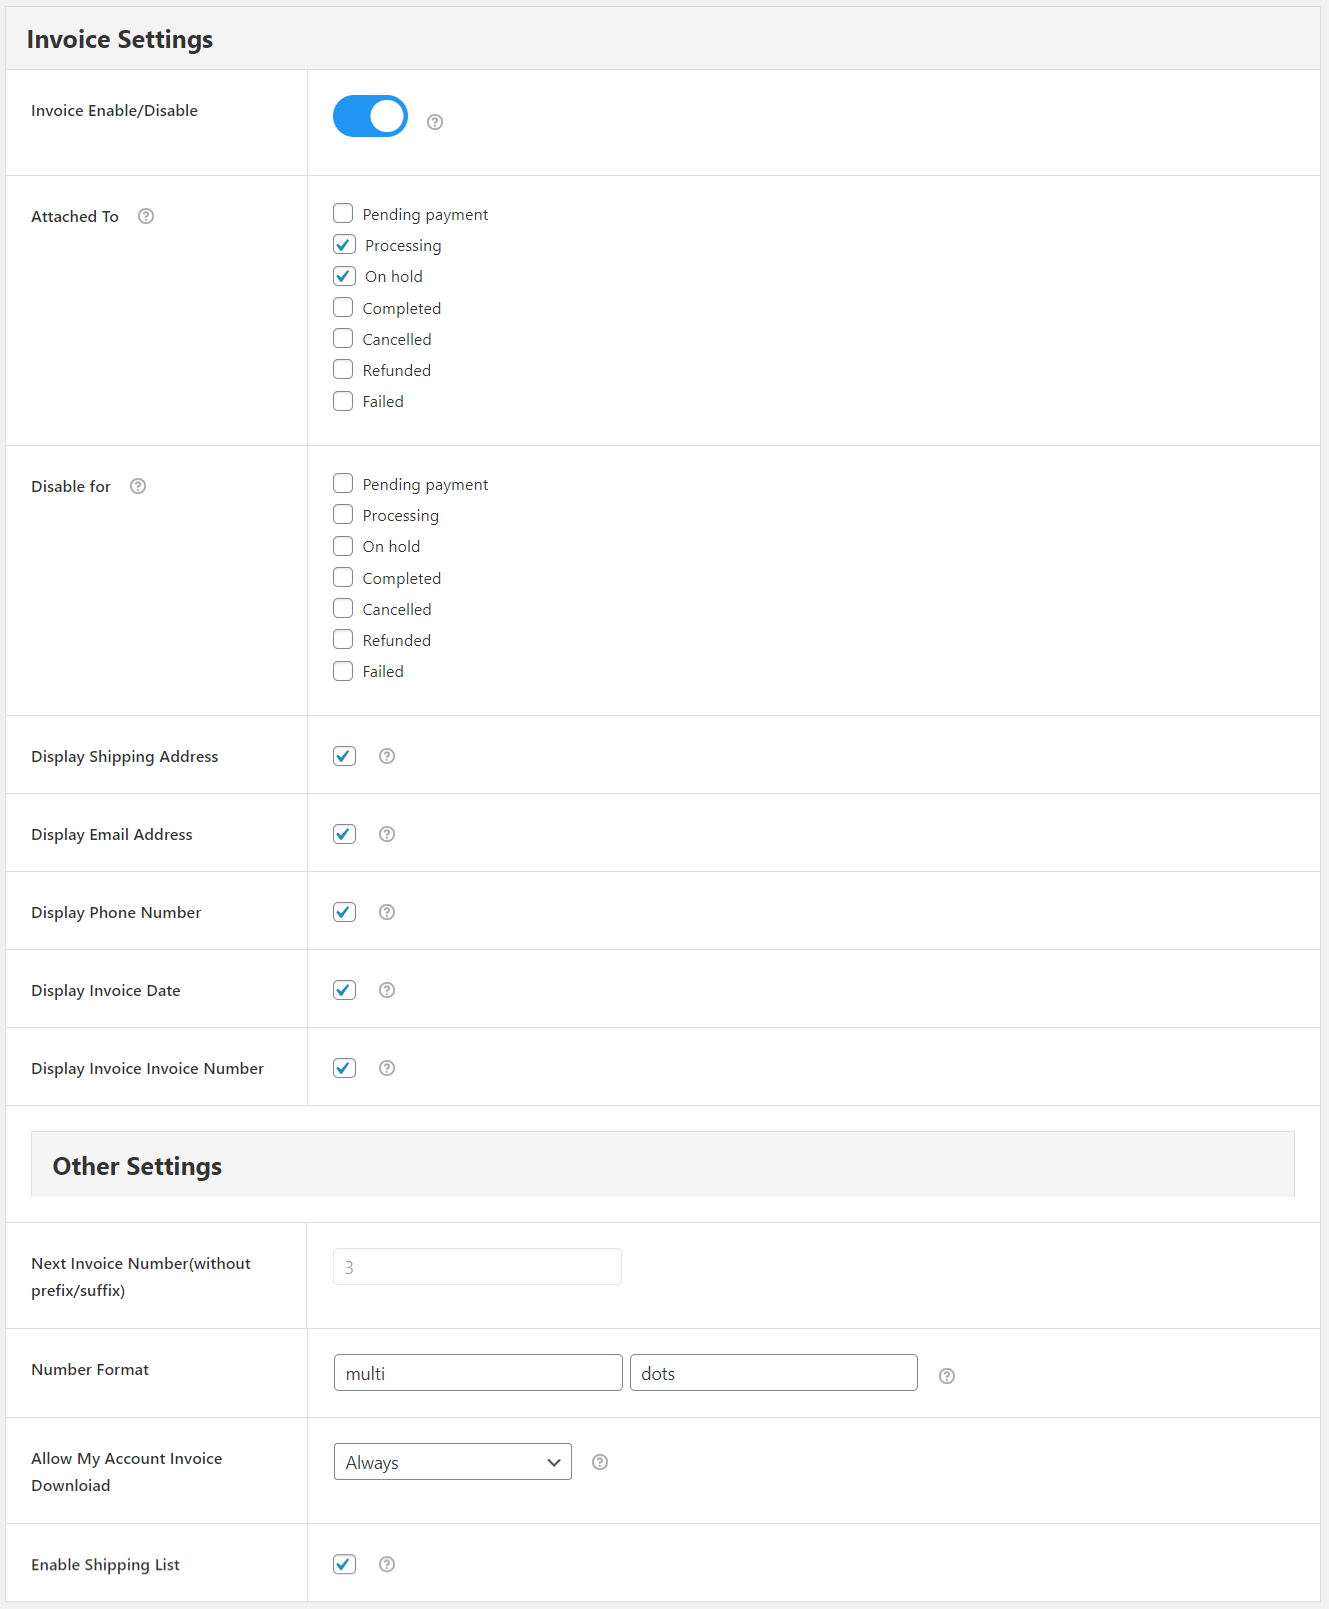 Invoice Settings
Invoice Enable/Disable
Attached To
Pending payment
Processing
On hold
Completed
Cancelled
Refunded
Failed
Disable for
Pending payment
Processing
On hold
Completed
Cancelled
Refunded
Failed
Display Shipping Address
Display Email Address
Display Phone Number
Display Invoice Date
Display Invoice Invoice Number
Other Settings
Next Invoice Number(without
prefix/suffix)
3
Number Format
multi dots
Allow My Account Invoice
Downloiad
Always
Enable Shipping List